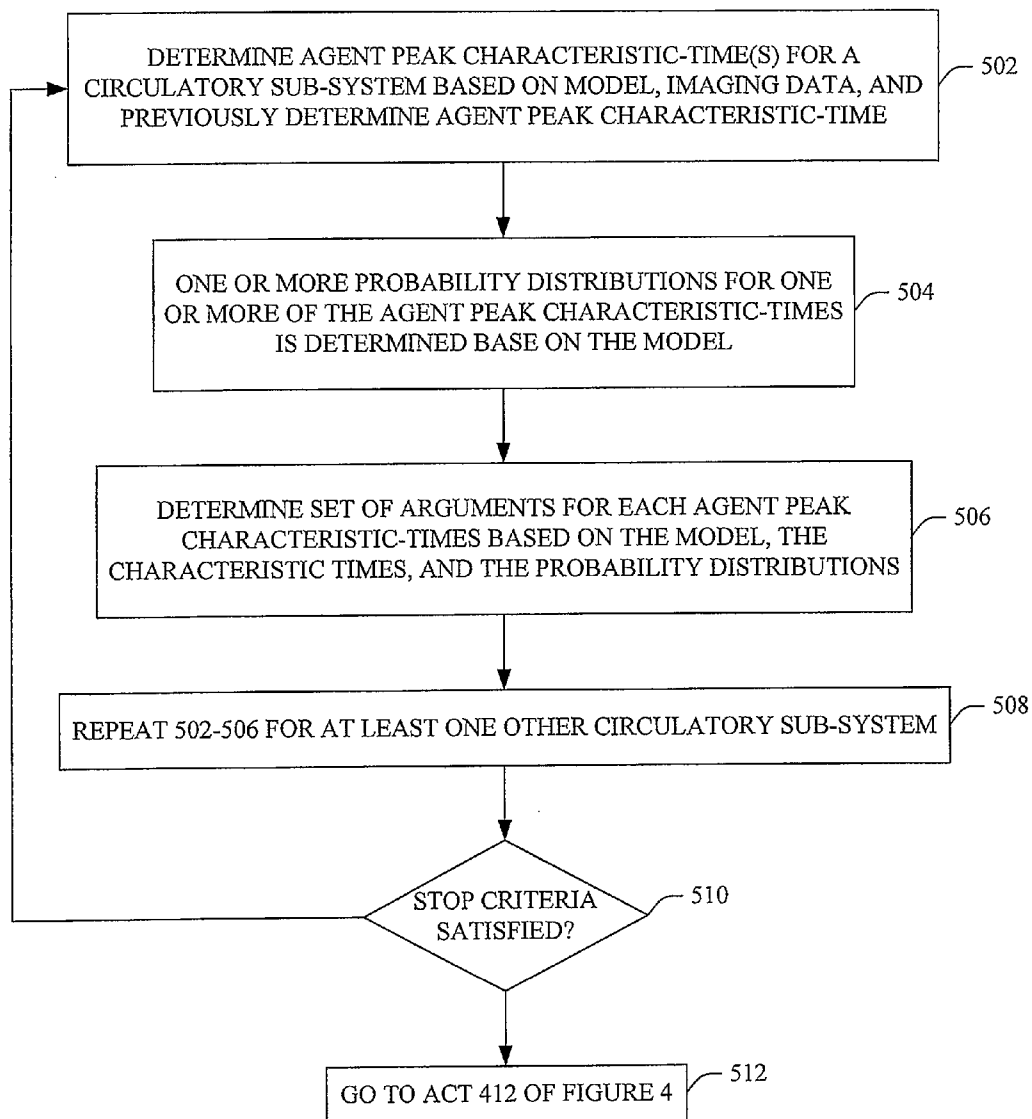 DETERMINE AGENT PEAK CHARACTERISTIC-TIME(S) FOR A
CIRCULATORY SUB-SYSTEM BASED ON MODEL, IMAGING DATA, AND
PREVIOUSLY DETERMINE AGENT PEAK CHARACTERISTIC-TIME
502
ONE OR MORE PROBABILITY DISTRIBUTIONS FOR ONE
OR MORE OF THE AGENT PEAK CHARACTERISTIC-TIMES
IS DETERMINED BASE ON THE MODEL
504
DETERMINE SET OF ARGUMENTS FOR EACH AGENT PEAK
CHARACTERISTIC-TIMES BASED ON THE MODEL, THE
CHARACTERISTIC TIMES, AND THE PROBABILITY DISTRIBUTIONS
506
REPEAT 502-506 FOR AT LEAST ONE OTHER CIRCULATORY SUB-SYSTEM
508
STOP CRITERIA
SATISFIED?
510
GO TO ACT 412 OF FIGURE 4
512